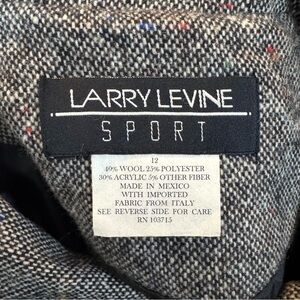 LARRY LEVINE
SPORT
12
40% WOOL 25% POLYESTER
30% ACRYLIC 5% OTHER FIBER
MADE IN MEXICO
WITH IMPORTED
FABRIC FROM ITALY
SEE REVERSE SIDE FOR CARE
RN 103715